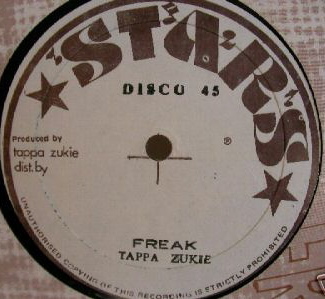 STARS
DISCO 45
Produced by
tappa zukie
dist.by
®
FREAK
TAPPA ZUKIE
UNAUTHORISED COPYING OF THIS RECORDING IS STRICTLY PROHIBITED